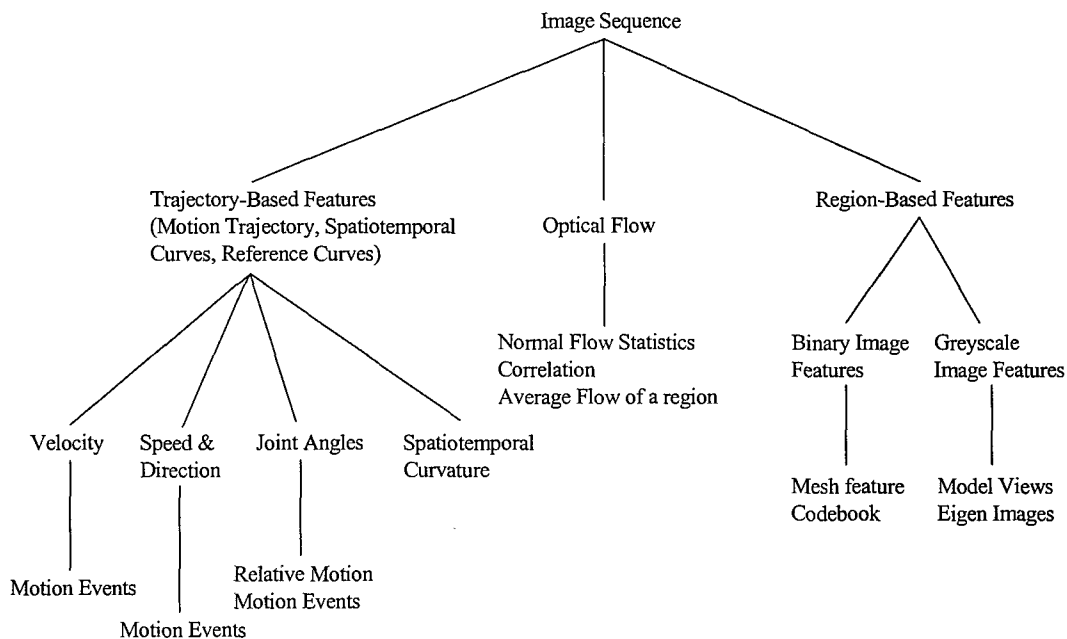 Image Sequence
Trajectory-Based Features
(Motion Trajectory, Spatiotemporal
Curves, Reference Curves)
Optical Flow
Region-Based Features
Normal Flow Statistics
Correlation
Average Flow of a region
Binary Image
Features
Greyscale
Image Features
Velocity
Speed &
Direction
Joint Angles
Spatiotemporal
Curvature
Mesh feature
Codebook
Model Views
Eigen Images
Motion Events
Motion Events
Relative Motion
Motion Events